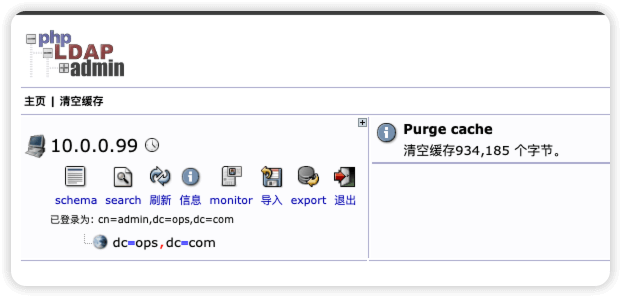 php
LDAP
admin
主页 | 清空缓存
10.0.0.99
schema search 刷新 信息 monitor 导入 export 退出
已登录为: cn=admin,dc=ops,dc=com
dc=ops,dc=com
Purge cache
清空缓存934,185 个字节。